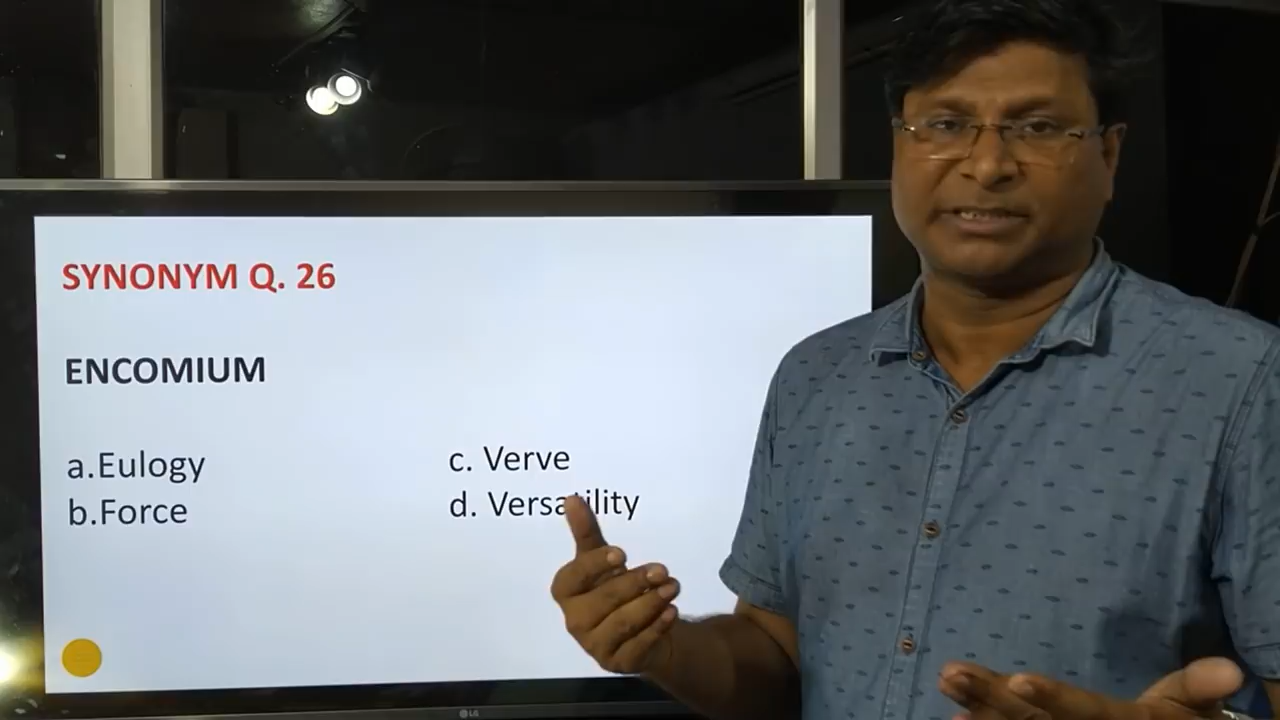 SYNONYM Q. 26
ENCOMIUM
a.Eulogy
b.Force
c. Verve
d. Versatility
LG